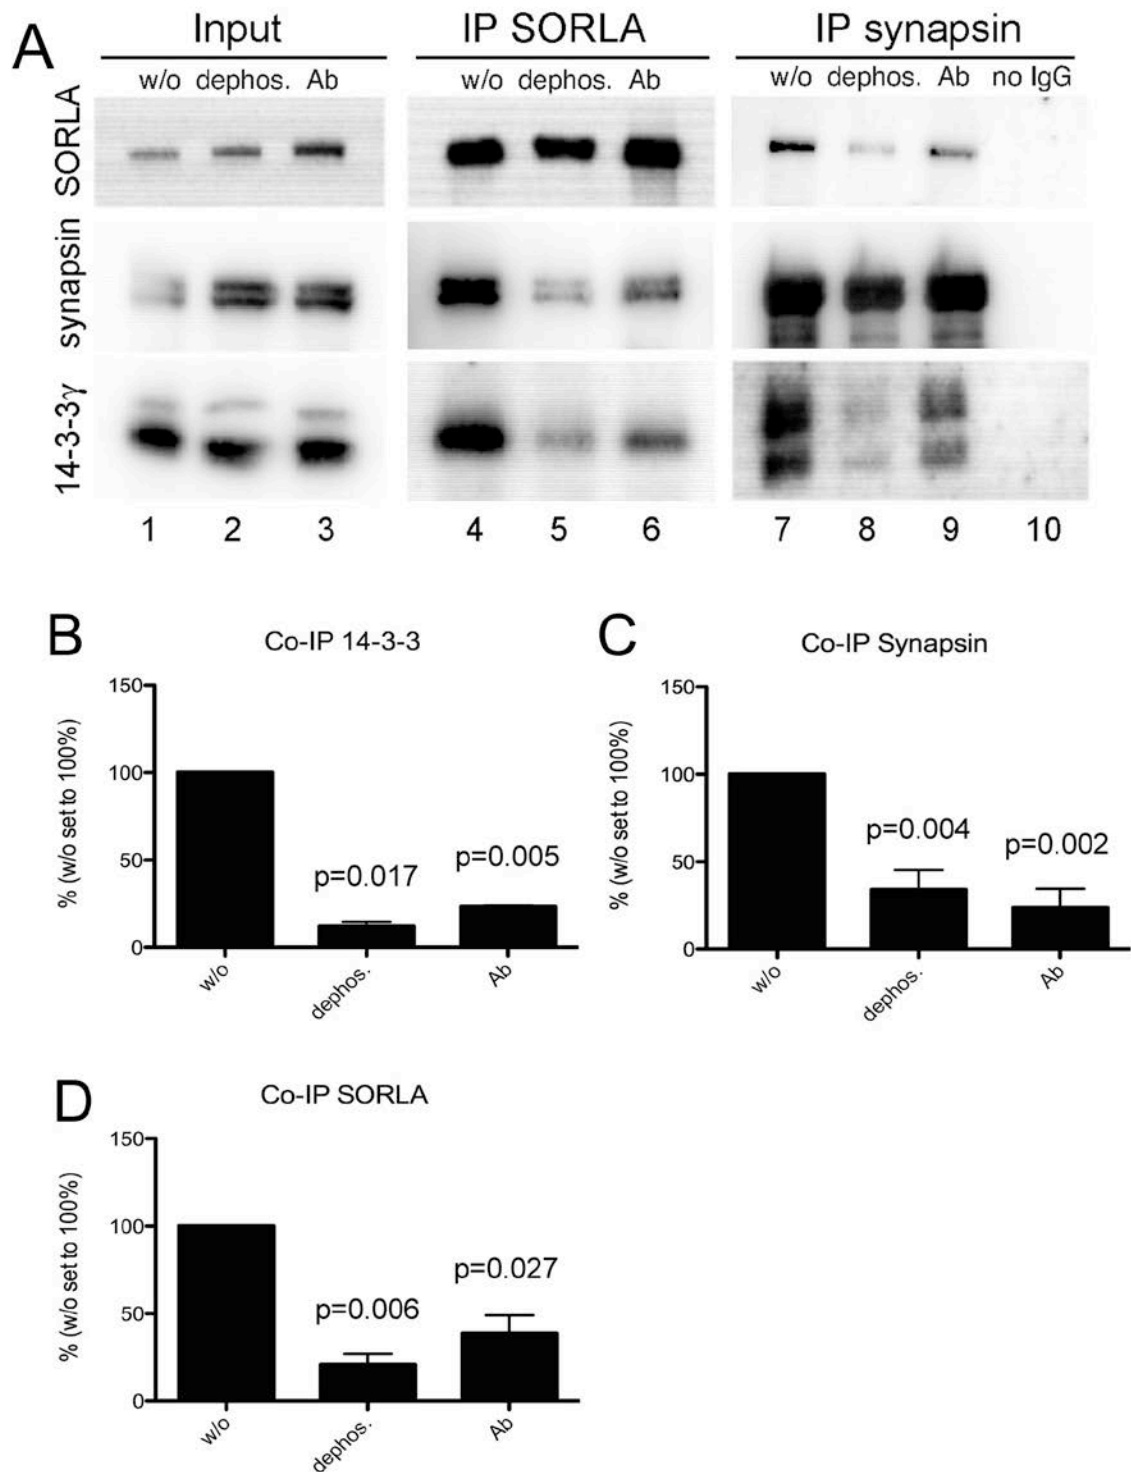 A
Input IP SORLA IP synapsin
w/o dephos. Ab w/o dephos. Ab w/o dephos. Ab no IgG
SORLA
synapsin
14-3-3γ
1 2 3 4 5 6 7 8 9 10
B
Co-IP 14-3-3
% (w/o set to 100%)
150
100
50
0
p=0.017
p=0.005
w/o
dephos.
Ab
C
Co-IP Synapsin
% (w/o set to 100%)
150
100
50
0
p=0.004
p=0.002
w/o
dephos.
Ab
D
Co-IP SORLA
% (w/o set to 100%)
150
100
50
0
p=0.006
p=0.027
w/o
dephos.
Ab